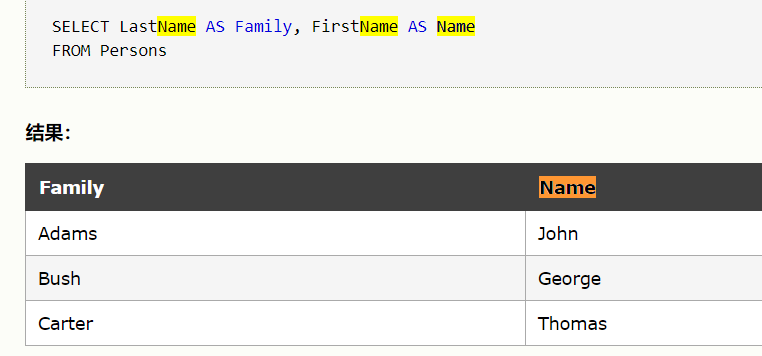 SELECT LastName AS Family, FirstName AS Name
FROM Persons
结果：
Family Name
Adams John
Bush George
Carter Thomas